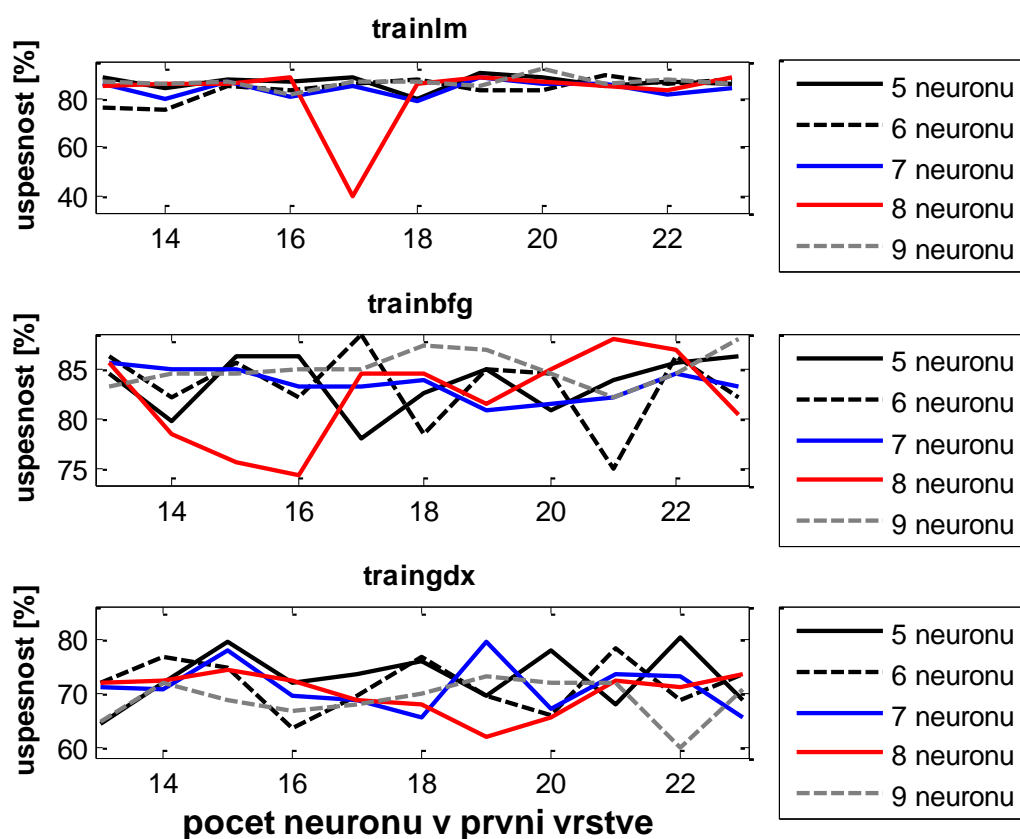 trainlm
uspesnost [%]
80
60
40
14 16 18 20 22
5 neuronu
6 neuronu
7 neuronu
8 neuronu
9 neuronu
trainbfg
uspesnost [%]
85
80
75
14 16 18 20 22
5 neuronu
6 neuronu
7 neuronu
8 neuronu
9 neuronu
traingdx
uspesnost [%]
80
70
60
14 16 18 20 22
5 neuronu
6 neuronu
7 neuronu
8 neuronu
9 neuronu
pocet neuronu v prvni vrstve